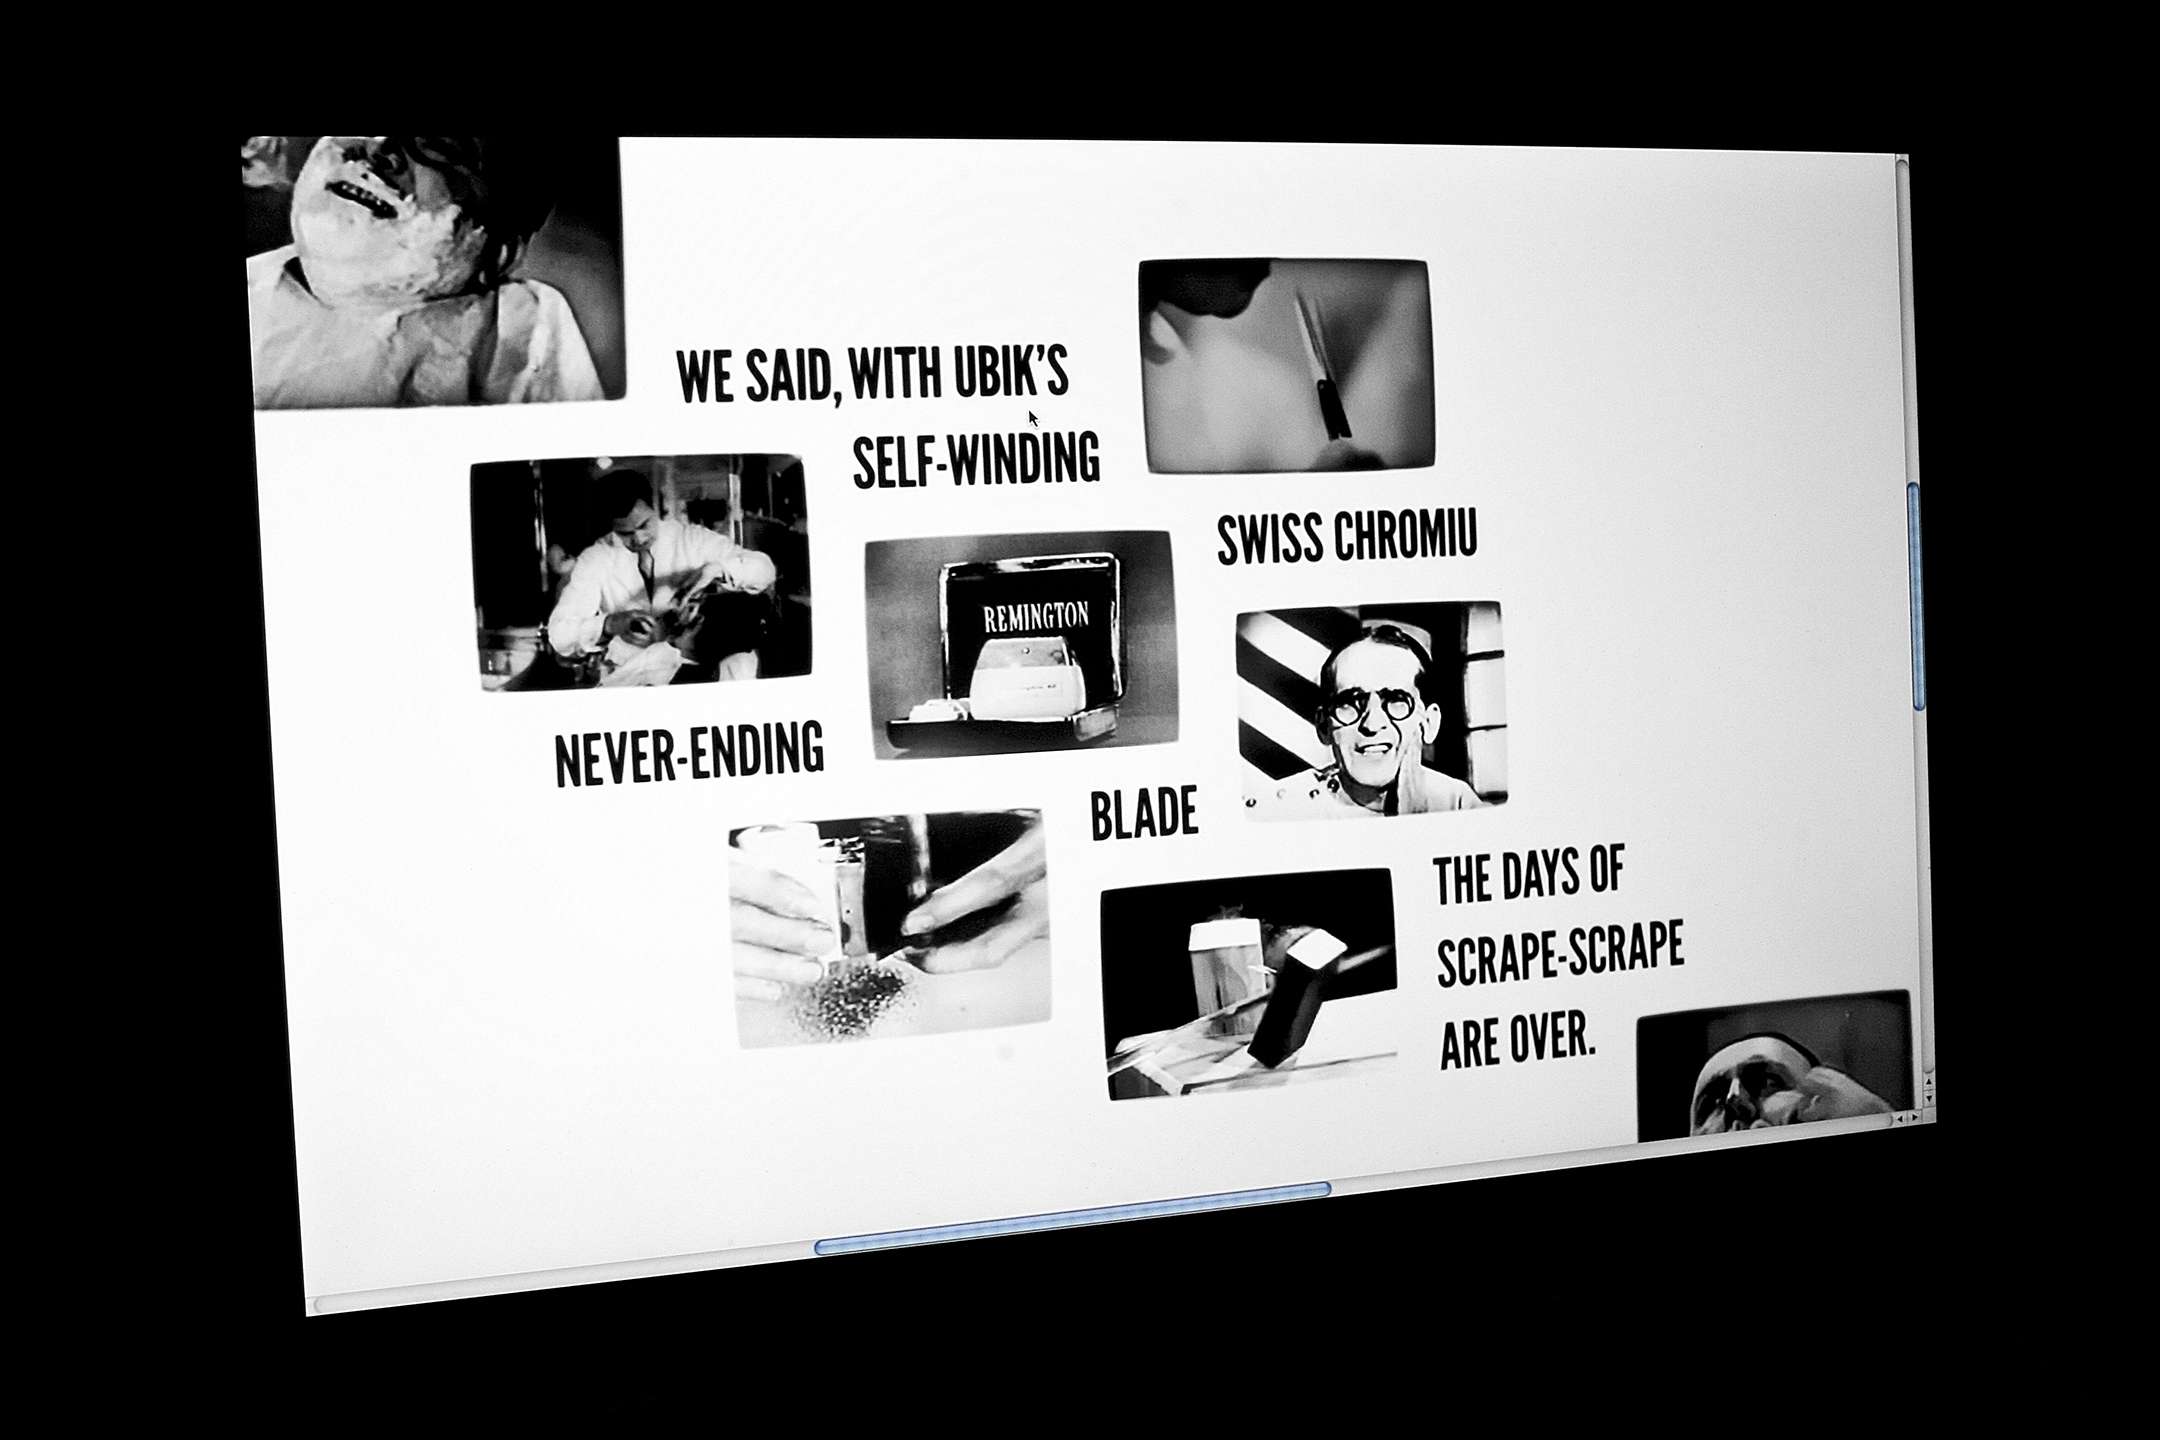 WE SAID, WITH UBIK'S
SELF-WINDING
SWISS CHROMIU
REMINGTON
NEVER-ENDING
BLADE
THE DAYS OF
SCRAPE-SCRAPE
ARE OVER.